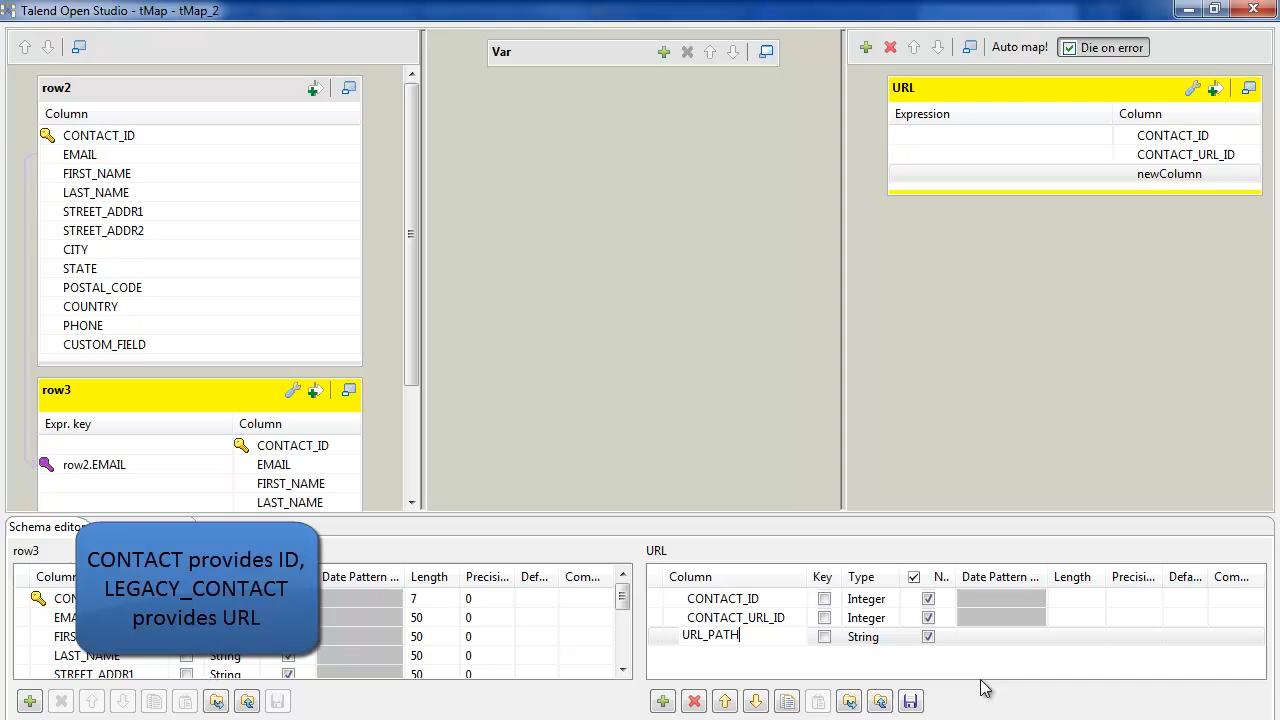 Talend Open Studio - tMap - tMap_2
Var
Auto map!
Die on error
row2
Column
CONTACT_ID
EMAIL
FIRST_NAME
LAST_NAME
STREET_ADDR1
STREET_ADDR2
CITY
STATE
POSTAL_CODE
COUNTRY
PHONE
CUSTOM_FIELD
row3
Expr. key
Column
CONTACT_ID
row2.EMAIL
EMAIL
FIRST_NAME
LAST_NAME
URL
Expression
Column
CONTACT_ID
CONTACT_URL_ID
newColumn
Schema editor
row3
Colum
Date Pattern ...
Length
Precisi...
Def...
Com...
CON
7
0
EMA
50
0
FIRS
50
0
LAST_NAME
String
50
0
STREET_ADDR1
String
50
0
CONTACT provides ID,
LEGACY_CONTACT
provides URL
URL
Column
Key
Type
N..
Date Pattern ...
Length
Precisi...
Defa...
Com...
CONTACT_ID
Integer
CONTACT_URL_ID
Integer
URL_PATH
String